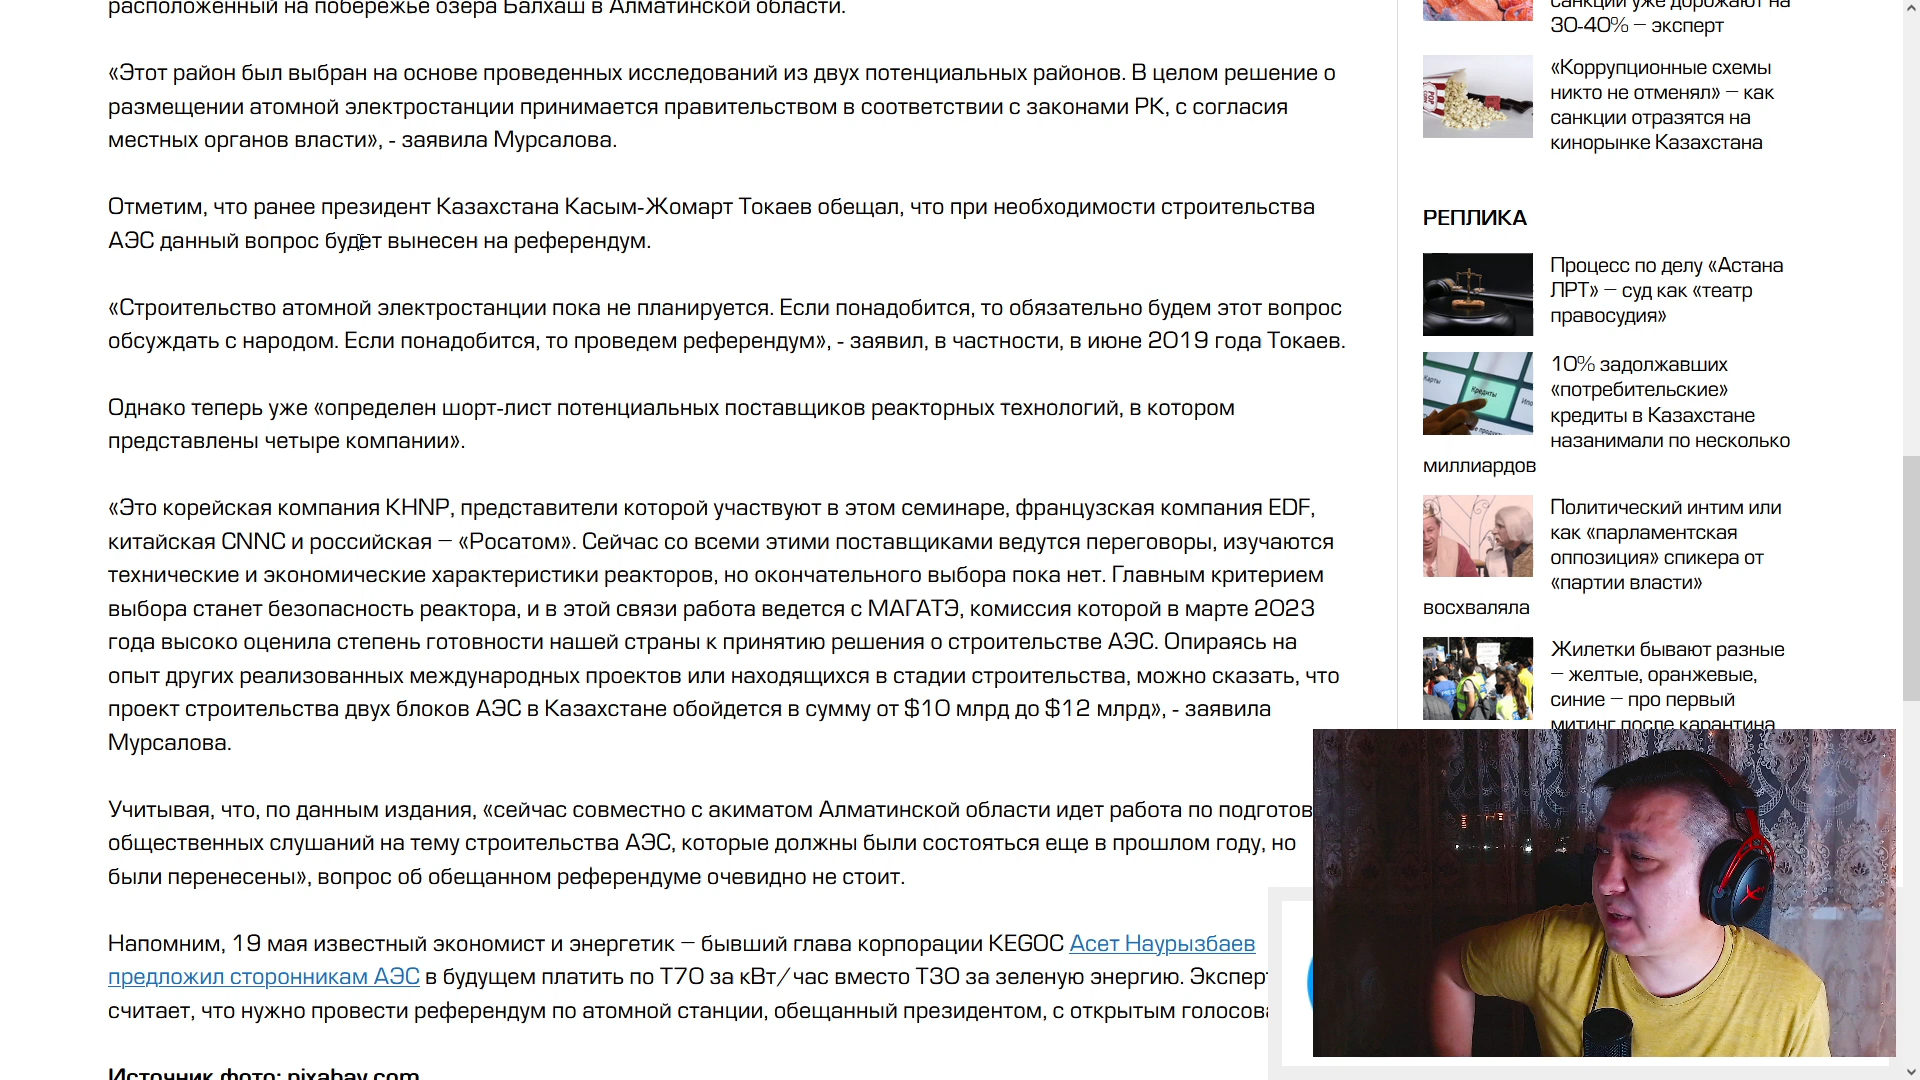 расположенный на побережье озера Балхаш в Алматинской области.
«Этот район был выбран на основе проведенных исследований из двух потенциальных районов. В целом решение о
размещении атомной электростанции принимается правительством в соответствии с законами РК, с согласия
местных органов власти», - заявила Мурсалова.
Отметим, что ранее президент Казахстана Касым-Жомарт Токаев обещал, что при необходимости строительства
АЭС данный вопрос будет вынесен на референдум.
«Строительство атомной электростанции пока не планируется. Если понадобится, то обязательно будем этот вопрос
обсуждать с народом. Если понадобится, то проведем референдум», - заявил, в частности, в июне 2019 года Токаев.
Однако теперь уже «определен шорт-лист потенциальных поставщиков реакторных технологий, в котором
представлены четыре компании».
«Это корейская компания KHNP, представители которой участвуют в этом семинаре, французская компания EDF,
китайская CNNC и российская – «Росатом». Сейчас со всеми этими поставщиками ведутся переговоры, изучаются
технические и экономические характеристики реакторов, но окончательного выбора пока нет. Главным критерием
выбора станет безопасность реактора, и в этой связи работа ведется с МАГАТЭ, комиссия которой в марте 2023
года высоко оценила степень готовности нашей страны к принятию решения о строительстве АЭС. Опираясь на
опыт других реализованных международных проектов или находящихся в стадии строительства, можно сказать, что
проект строительства двух блоков АЭС в Казахстане обойдется в сумму от $10 млрд до $12 млрд», - заявила
Мурсалова.
Учитывая, что, по данным издания, «сейчас совместно с акиматом Алматинской области идет работа по подготов
общественных слушаний на тему строительства АЭС, которые должны были состояться еще в прошлом году, но
были перенесены», вопрос об обещанном референдуме очевидно не стоит.
Напомним, 19 мая известный экономист и энергетик – бывший глава корпорации KEGOC Асет Наурызбаев
предложил сторонникам АЭС в будущем платить по Т70 за кВт/час вместо Т30 за зеленую энергию. Эксперт
считает, что нужно провести референдум по атомной станции, обещанный президентом, с открытым голосова
Источник фото: pixabay.com
санкции уже дорожают на
30-40% – эксперт
«Коррупционные схемы
никто не отменял» – как
санкции отразятся на
кинорынке Казахстана
РЕПЛИКА
Процесс по делу «Астана
ЛРТ» – суд как «театр
правосудия»
10% задолжавших
«потребительские»
кредиты в Казахстане
назанимали по несколько
миллиардов
Политический интим или
как «парламентская
оппозиция» спикера от
«партии власти»
восхваляла
Жилетки бывают разные
– желтые, оранжевые,
синие – про первый
митинг после карантина
POP
Карты
Кредиты